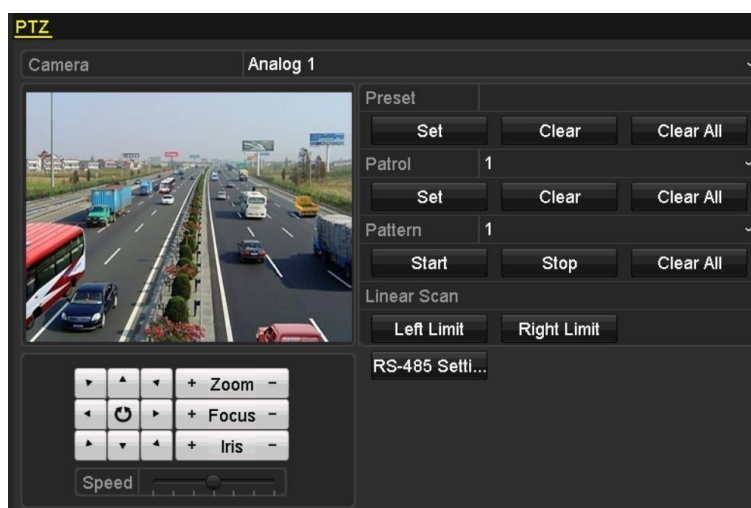 PTZ
Camera Analog 1
Preset
Set Clear Clear All
Patrol 1
Set Clear Clear All
Pattern 1
Start Stop Clear All
Linear Scan
Left Limit Right Limit
RS-485 Setti...
+ Zoom -
+ Focus -
+ Iris -
Speed